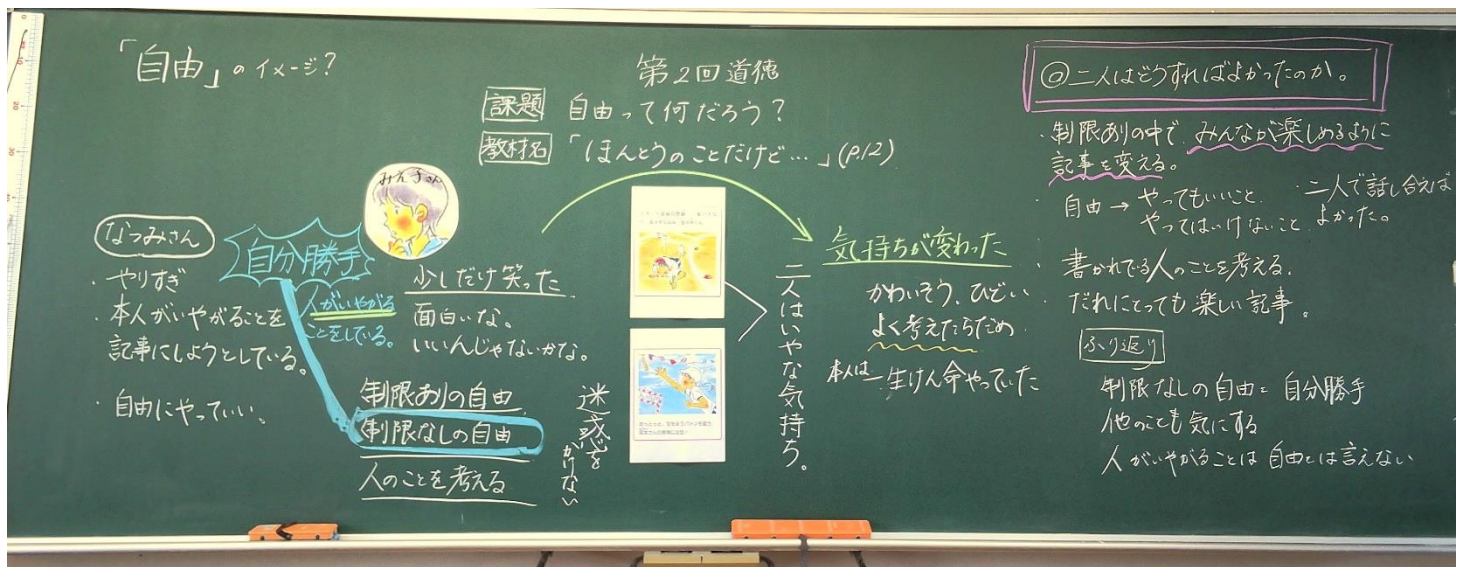 「自由」のイメージ?
第2回道徳
課題 自由って何だろう?
教材名 「ほんとうのことだけど…」(P.12)
なつみさん
・やりすぎ
・本人がいやがることを
記事にしようとしている。
・自由にやっていい。
自分勝手
人がいやがる
ことをしている。
みえ子さん
少しだけ笑った
面白いな。
いいんじゃないかな。
制限ありの自由
制限なしの自由
人のことを考える
迷惑を
かけない
二人はいやな気持ち。
気持ちが変わった
かわいそう、ひどい
よく考えたらだめ
本人は一生けん命やっていた
@二人はどうすればよかったのか。
・制限ありの中で、みんなが楽しめるように
記事を変える。
・自由→やってもいいこと
やってはいけないこと
・二人で話し合えば
よかった。
・書かれてる人のことを考える。
・だれにとっても楽しい記事。
ふり返り
制限なしの自由=自分勝手
他のことも気にする
人がいやがることは自由とは言えない